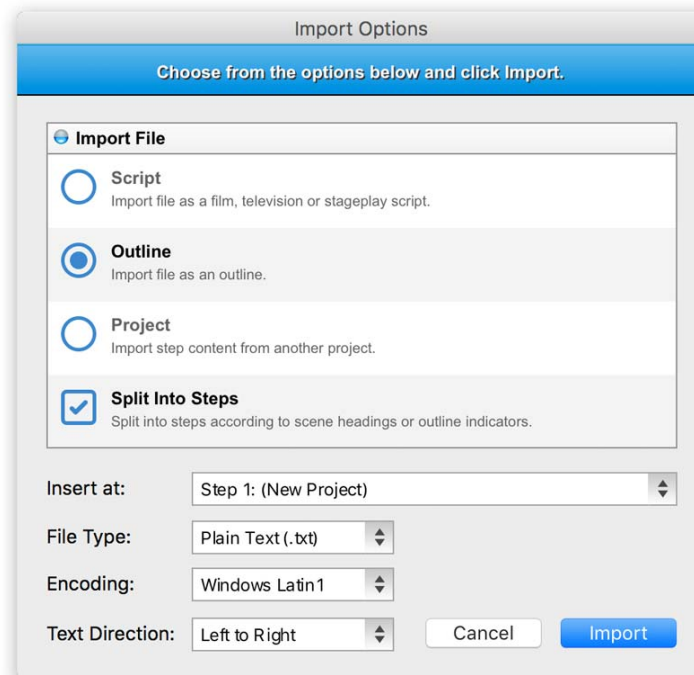 Import Options
Choose from the options below and click Import.
Import File
Script
Import file as a film, television or stageplay script.
Outline
Import file as an outline.
Project
Import step content from another project.
Split Into Steps
Split into steps according to scene headings or outline indicators.
Insert at: Step 1: (New Project)
File Type: Plain Text (.txt)
Encoding: Windows Latin1
Text Direction: Left to Right Cancel Import